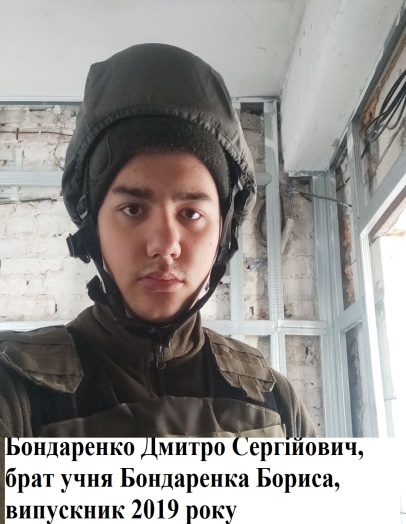 Бондаренко Дмитро Сергійович,
брат учня Бондаренка Бориса,
випускник 2019 року